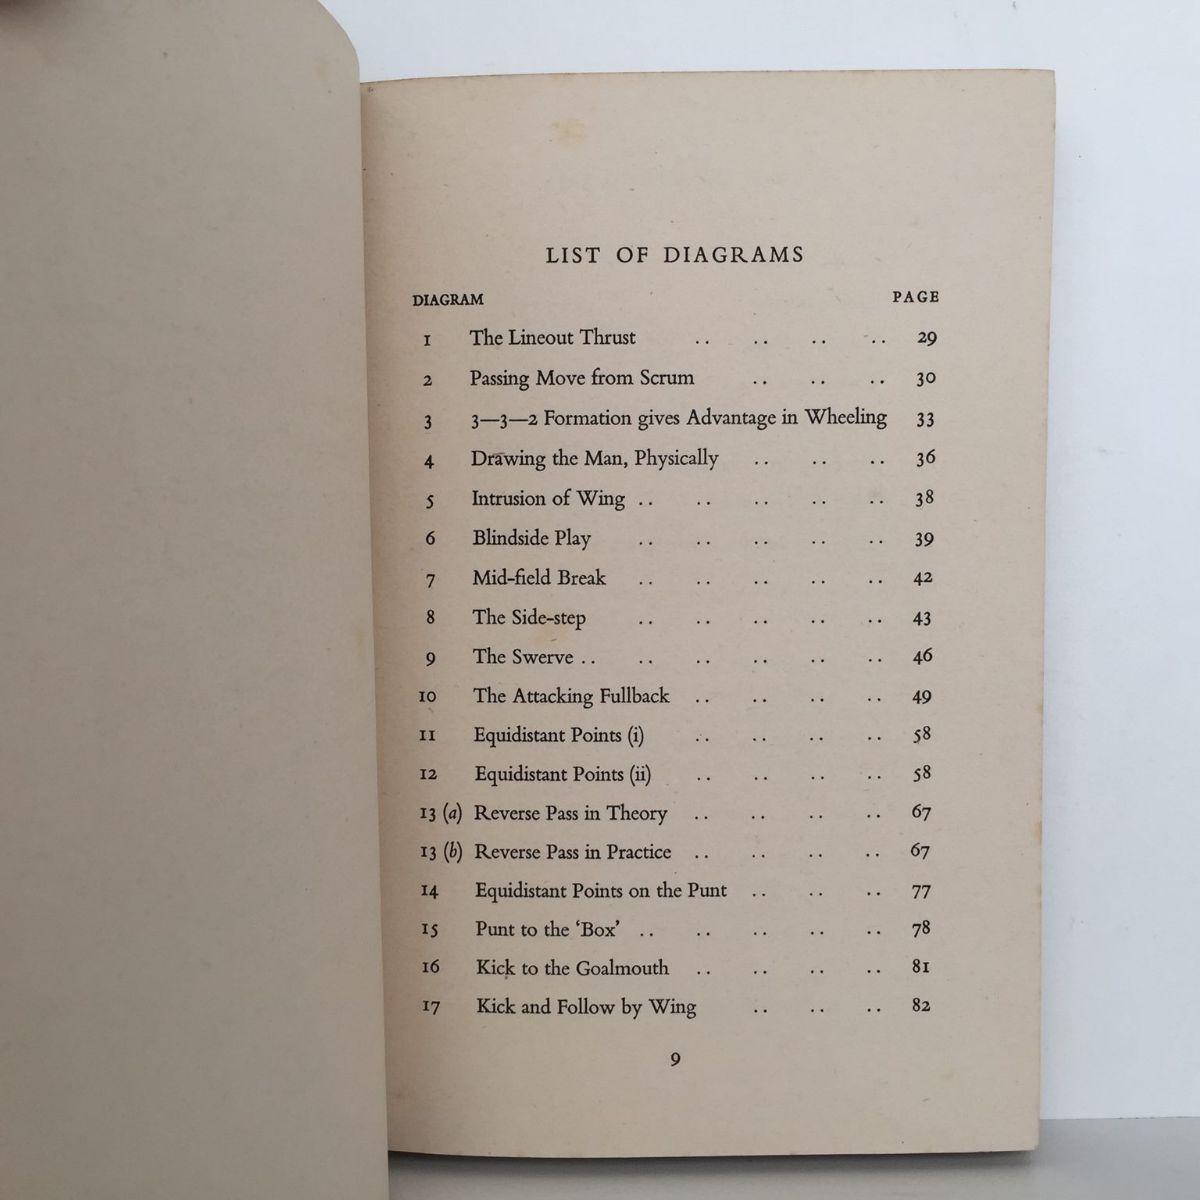 LIST OF DIAGRAMS
DIAGRAM PAGE
1 The Lineout Thrust .. .. .. .. 29
2 Passing Move from Scrum .. .. .. 30
3 3—3—2 Formation gives Advantage in Wheeling 33
4 Drawing the Man, Physically .. .. .. 36
5 Intrusion of Wing .. .. .. .. .. 38
6 Blindside Play .. .. .. .. .. 39
7 Mid-field Break .. .. .. .. .. 42
8 The Side-step .. .. .. .. .. 43
9 The Swerve .. .. .. .. .. .. 46
10 The Attacking Fullback .. .. .. .. 49
11 Equidistant Points (i) .. .. .. .. 58
12 Equidistant Points (ii) .. .. .. .. 58
13 (a) Reverse Pass in Theory .. .. .. .. 67
13 (b) Reverse Pass in Practice .. .. .. .. 67
14 Equidistant Points on the Punt .. .. .. 77
15 Punt to the ‘Box’ .. .. .. .. .. 78
16 Kick to the Goalmouth .. .. .. .. 81
17 Kick and Follow by Wing .. .. .. 82
9